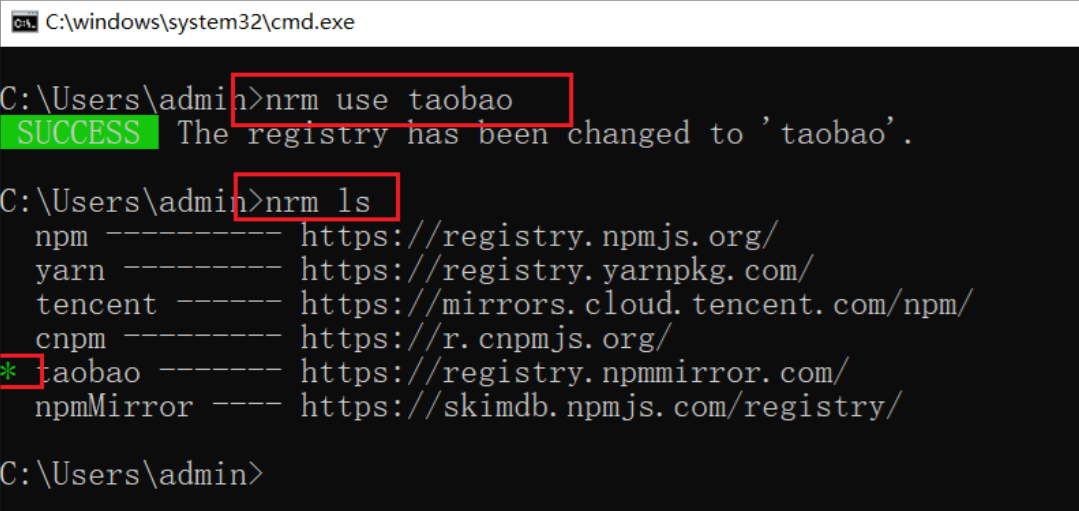 C:\windows\system32\cmd.exe
C:\Users\admin>nrm use taobao
SUCCESS The registry has been changed to 'taobao'.
C:\Users\admin>nrm ls
npm ---------- https://registry.npmjs.org/
yarn --------- https://registry.yarnpkg.com/
tencent ------ https://mirrors.cloud.tencent.com/npm/
cnpm --------- https://r.cnpmjs.org/
* taobao ------- https://registry.npmmirror.com/
npmMirror ---- https://skimdb.npmjs.com/registry/
C:\Users\admin>